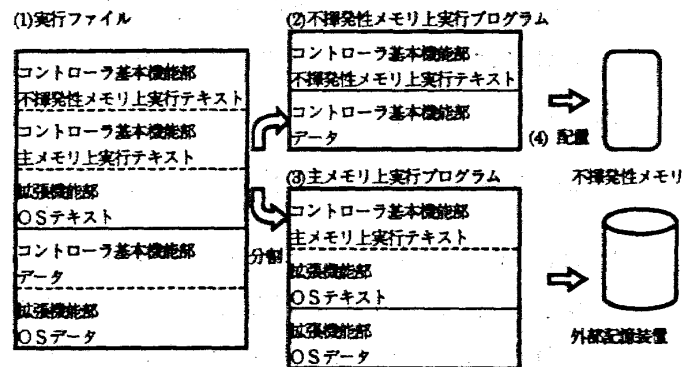 (1)実行ファイル
コントローラ基本機能部
不揮発性メモリ上実行テキスト
コントローラ基本機能部
主メモリ上実行テキスト
拡張機能部
OSテキスト
コントローラ基本機能部
データ
拡張機能部
OSデータ
分割
(2)不揮発性メモリ上実行プログラム
コントローラ基本機能部
不揮発性メモリ上実行テキスト
コントローラ基本機能部
データ
(3)主メモリ上実行プログラム
コントローラ基本機能部
主メモリ上実行テキスト
拡張機能部
OSテキスト
拡張機能部
OSデータ
(4) 配置
不揮発性メモリ
外部記憶装置